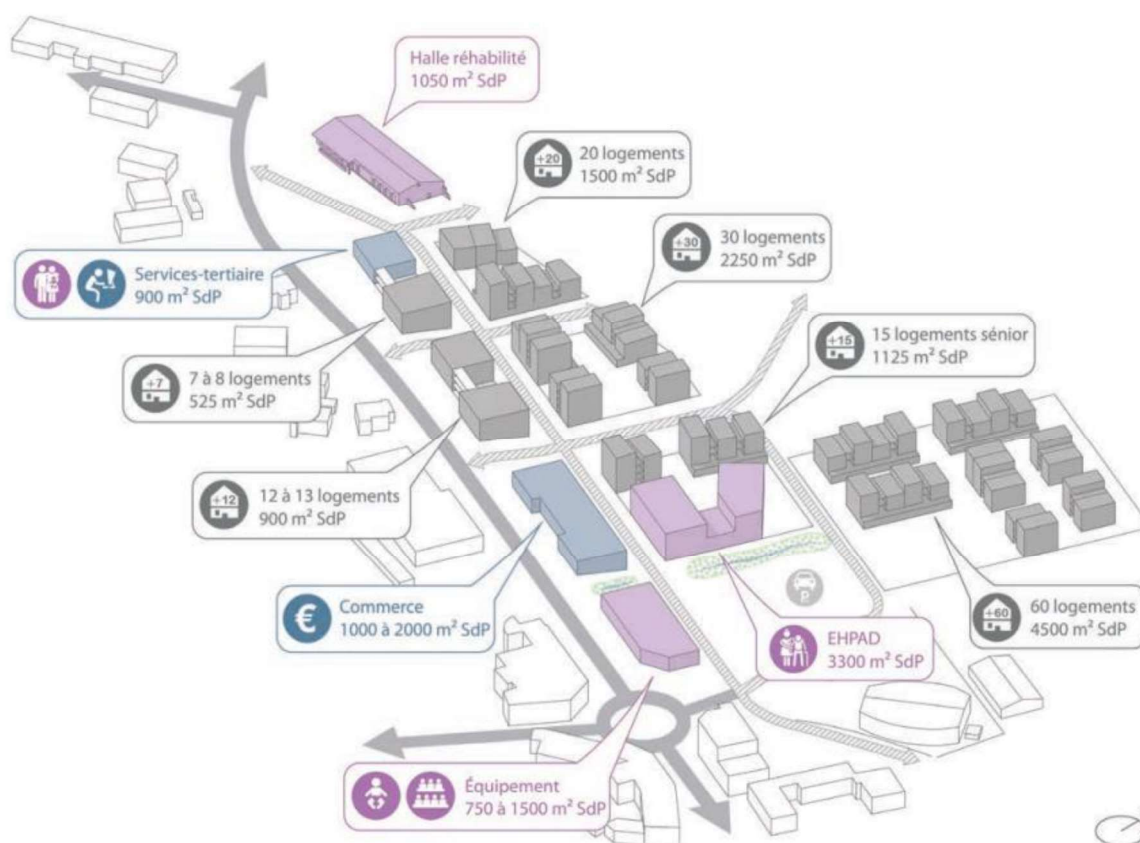 Halle réhabilité
1050 m² SdP
+20
20 logements
1500 m² SdP
+30
30 logements
2250 m² SdP
Services-tertiaire
900 m² SdP
+15
15 logements sénior
1125 m² SdP
+7
7 à 8 logements
525 m² SdP
+12
12 à 13 logements
900 m² SdP
€
Commerce
1000 à 2000 m² SdP
P
EHPAD
3300 m² SdP
+60
60 logements
4500 m² SdP
Équipement
750 à 1500 m² SdP